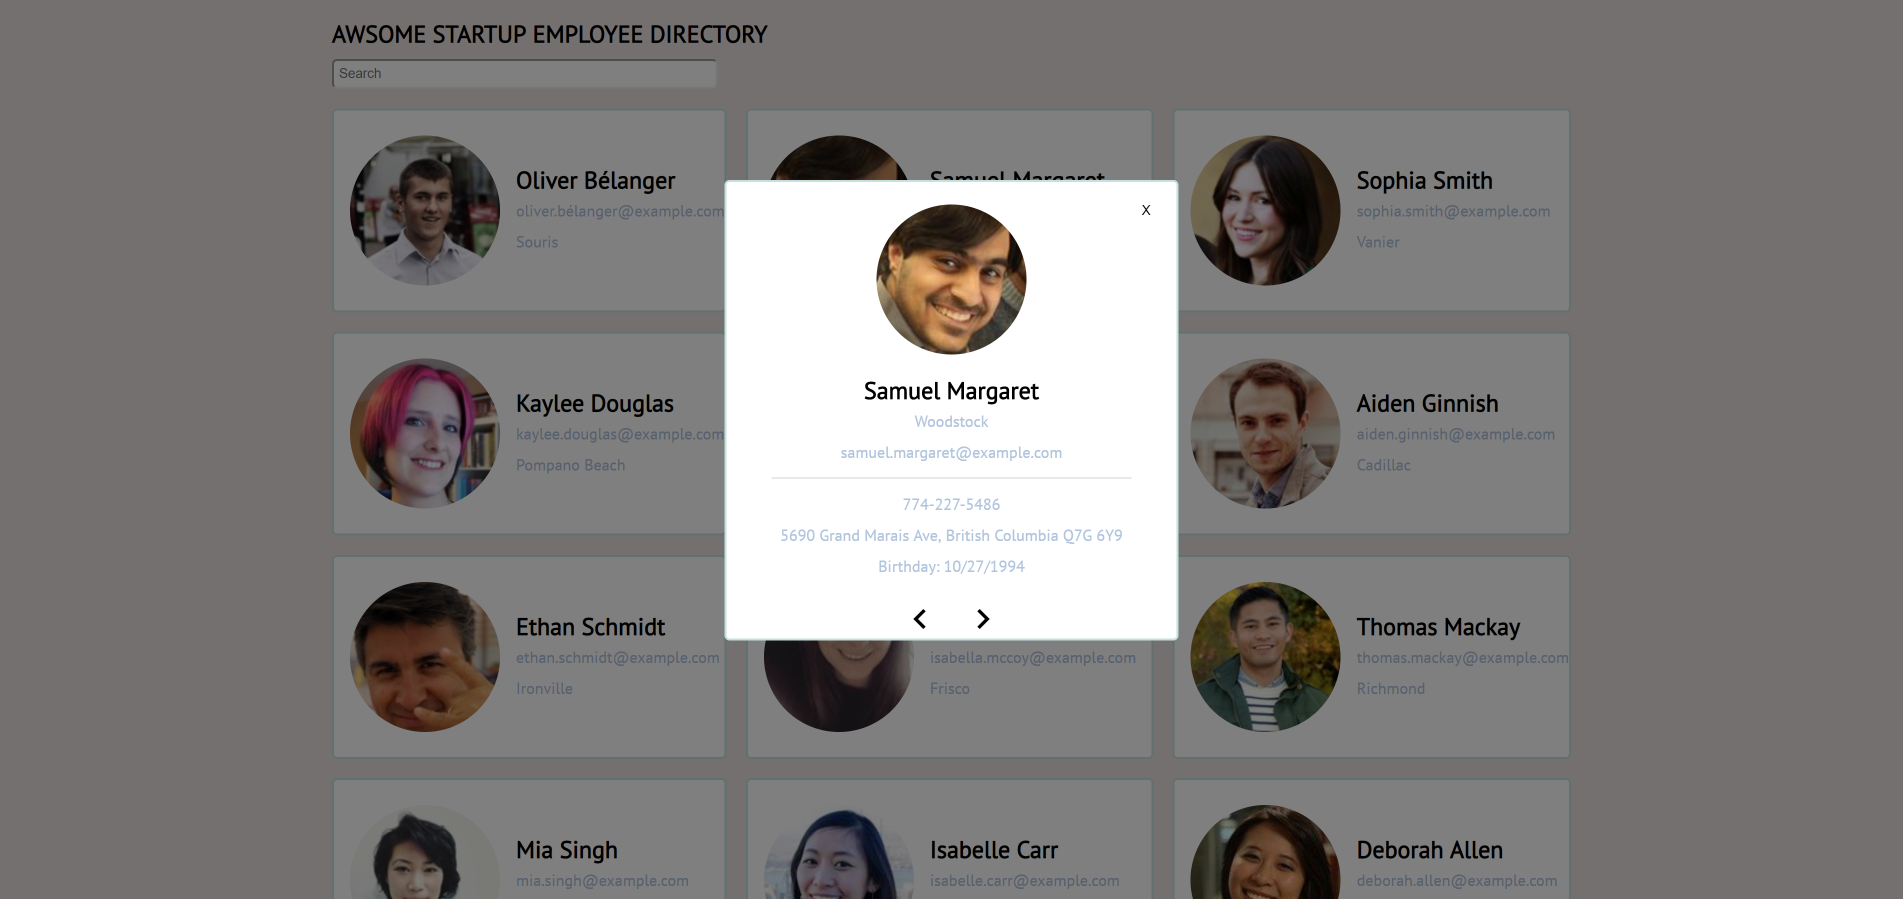 AWSOME STARTUP EMPLOYEE DIRECTORY
Search
Oliver Bélanger
oliver.bélanger@example.com
Souris
Samuel Margaret
Sophia Smith
sophia.smith@example.com
Vanier
X
Samuel Margaret
Woodstock
samuel.margaret@example.com
774-227-5486
5690 Grand Marais Ave, British Columbia Q7G 6Y9
Birthday: 10/27/1994
Kaylee Douglas
kaylee.douglas@example.com
Pompano Beach
Aiden Ginnish
aiden.ginnish@example.com
Cadillac
Ethan Schmidt
ethan.schmidt@example.com
Ironville
isabella.mccoy@example.com
Frisco
Thomas Mackay
thomas.mackay@example.com
Richmond
Mia Singh
mia.singh@example.com
Isabelle Carr
isabelle.carr@example.com
Deborah Allen
deborah.allen@example.com